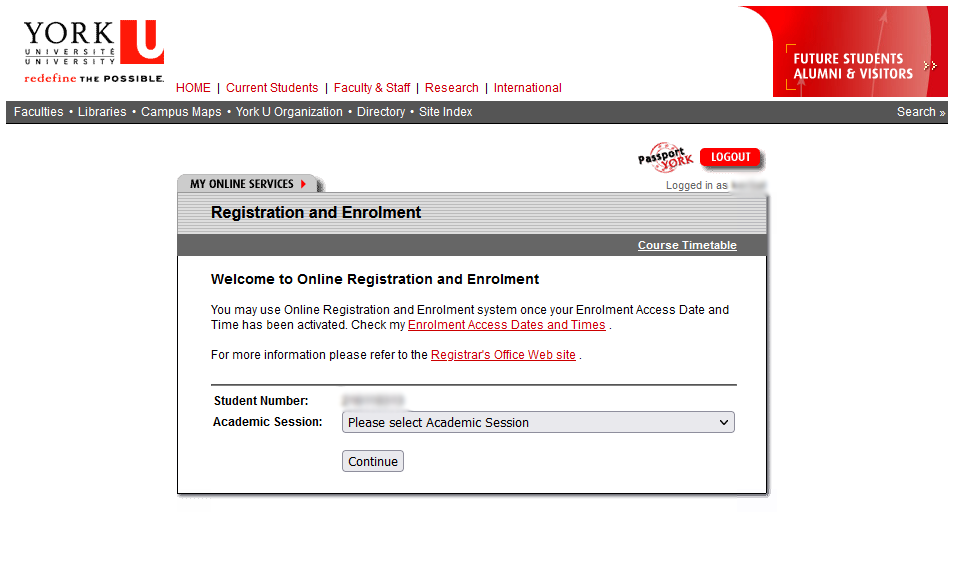 YORK U
UNIVERSITÉ
UNIVERSITY
redefine THE POSSIBLE.
HOME | Current Students | Faculty & Staff | Research | International
FUTURE STUDENTS
ALUMNI & VISITORS
Faculties • Libraries • Campus Maps • York U Organization • Directory • Site Index
Search »
Passport YORK
LOGOUT
Logged in as
MY ONLINE SERVICES
Registration and Enrolment
Course Timetable
Welcome to Online Registration and Enrolment
You may use Online Registration and Enrolment system once your Enrolment Access Date and
Time has been activated. Check my Enrolment Access Dates and Times .
For more information please refer to the Registrar's Office Web site .
Student Number:
Academic Session: Please select Academic Session
Continue